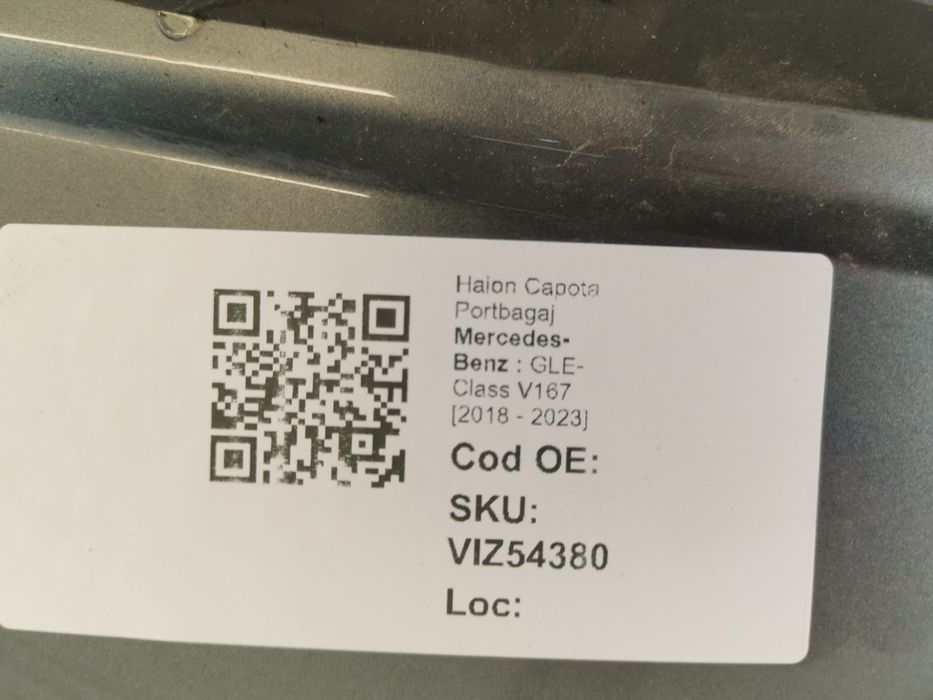 Haion Capota
Portbagaj
Mercedes-
Benz : GLE-
Class V167
[2018 - 2023]
Cod OE:
SKU:
VIZ54380
Loc: